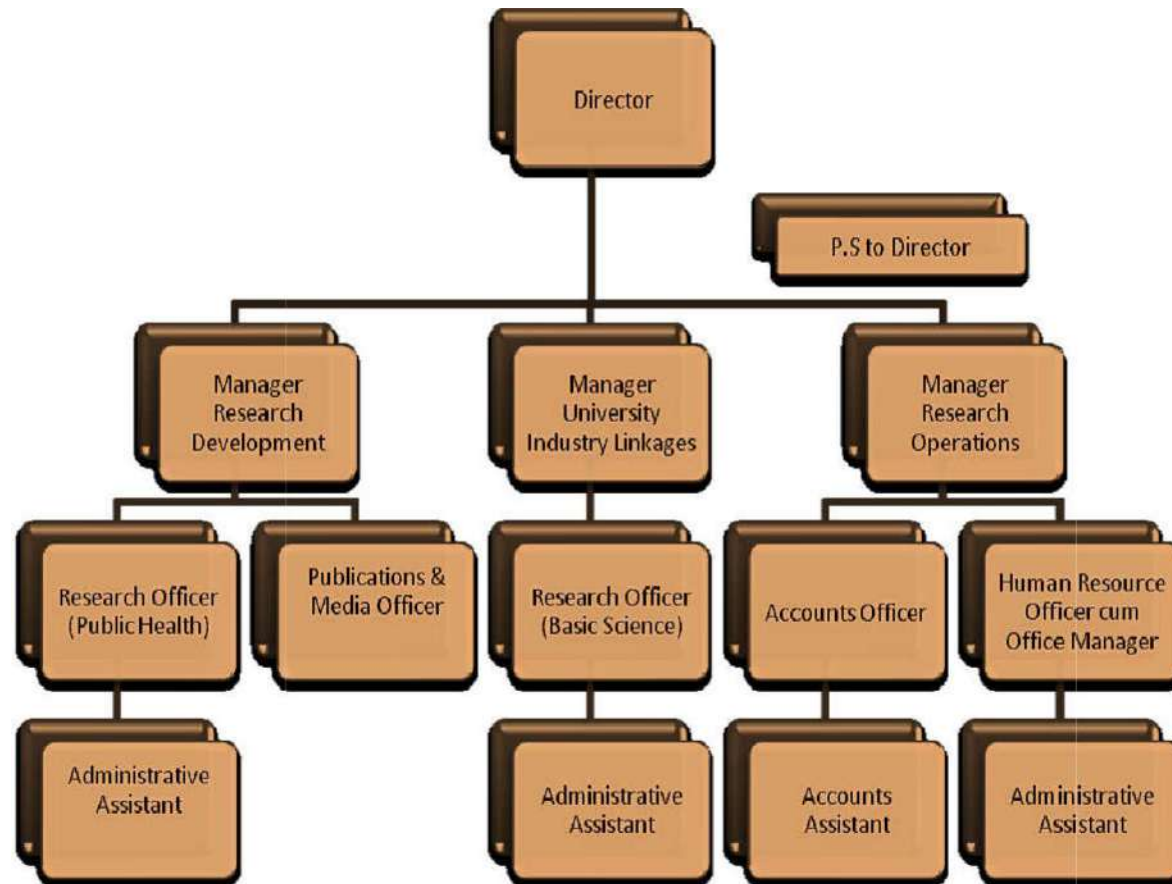 Director
P.S to Director
Manager
Research
Development
Manager
University
Industry Linkages
Manager
Research
Operations
Research Officer
(Public Health)
Publications &
Media Officer
Research Officer
(Basic Science)
Accounts Officer
Human Resource
Officer cum
Office Manager
Administrative
Assistant
Administrative
Assistant
Accounts
Assistant
Administrative
Assistant